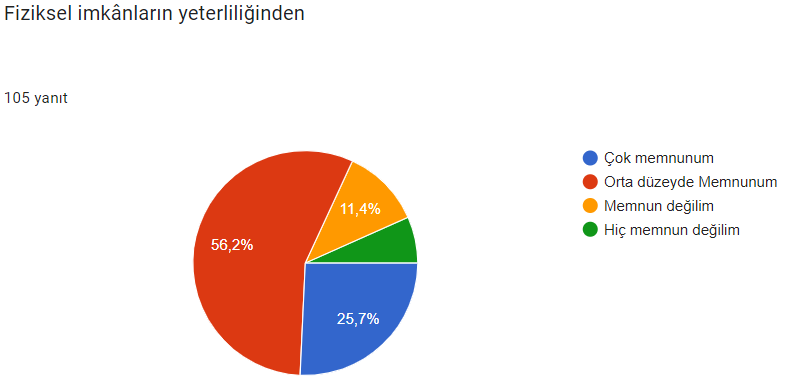 Fiziksel imkânların yeterliliğinden
105 yanıt
Çok memnunum
Orta düzeyde Memnunum
Memnun değilim
Hiç memnun değilim
11,4%
56,2%
25,7%